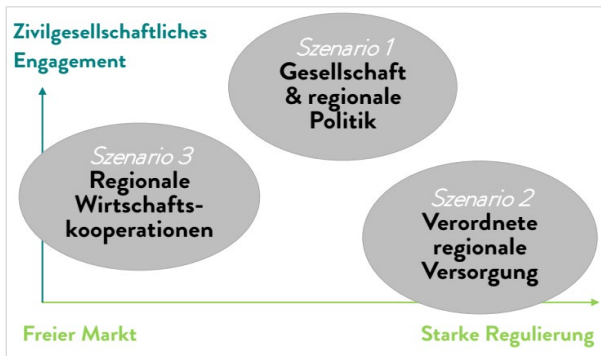 Zivilgesellschaftliches
Engagement
Szenario 1
Gesellschaft
& regionale
Politik
Szenario 3
Regionale
Wirtschafts-
kooperationen
Szenario 2
Verordnete
regionale
Versorgung
Freier Markt
Starke Regulierung